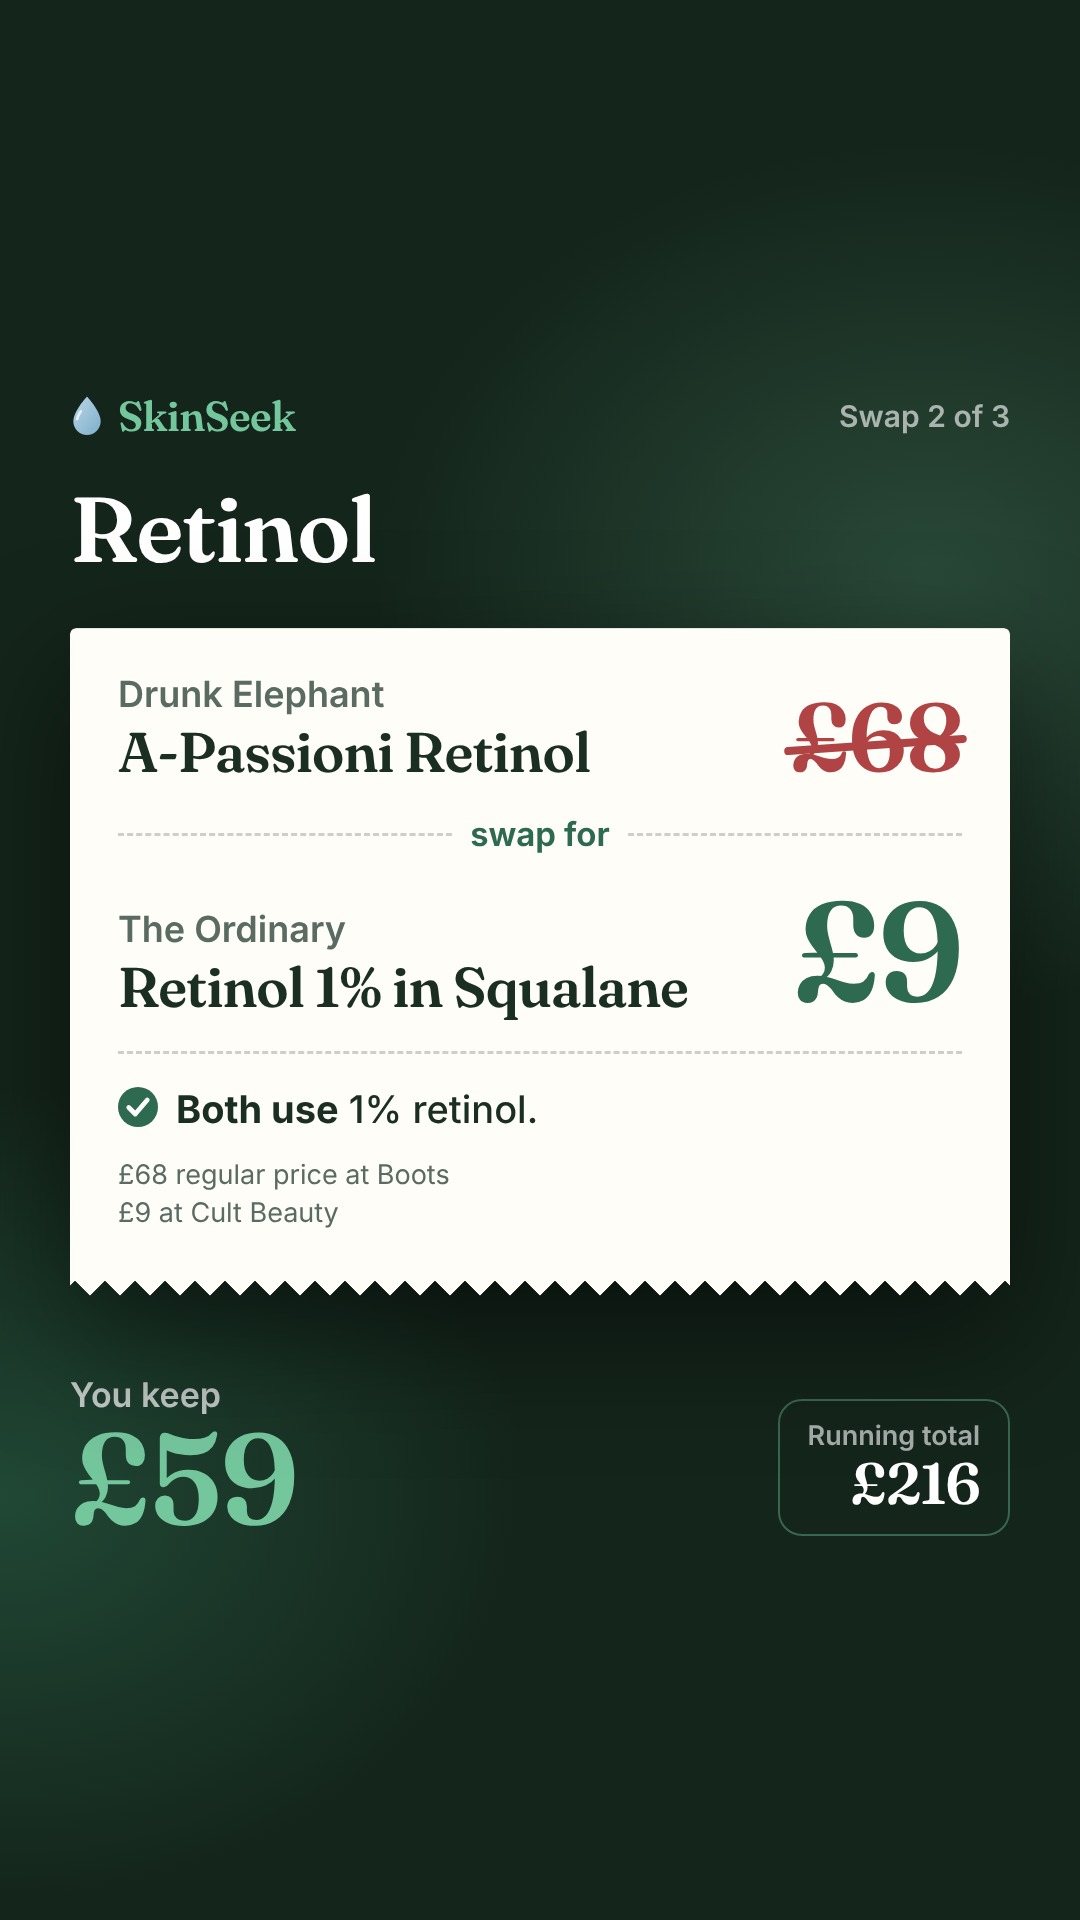 SkinSeek
Swap 2 of 3
Retinol
Drunk Elephant
A-Passioni Retinol
£68
swap for
The Ordinary
Retinol 1% in Squalane
£9
Both use 1% retinol.
£68 regular price at Boots
£9 at Cult Beauty
You keep
£59
Running total
£216